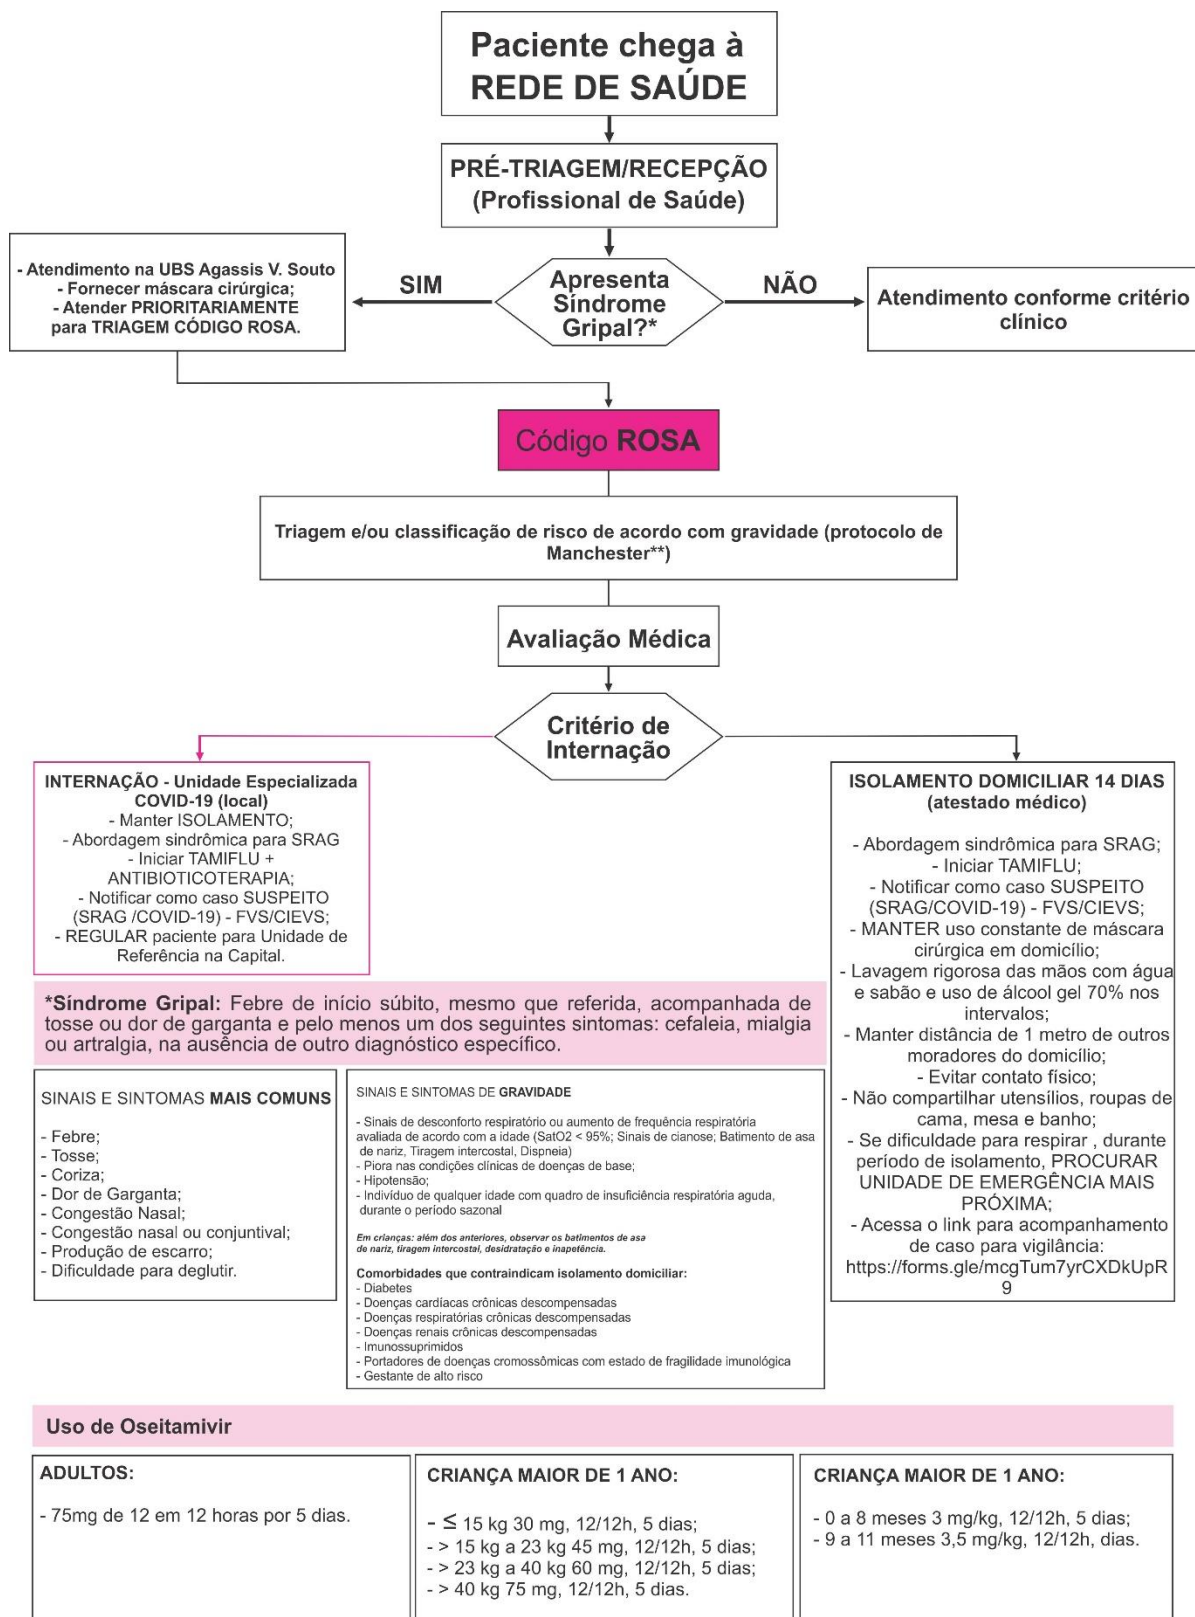 Paciente chega à
REDE DE SAÚDE
PRÉ-TRIAGEM/RECEPÇÃO
(Profissional de Saúde)
- Atendimento na UBS Agassis V. Souto
- Fornecer máscara cirúrgica;
- Atender PRIORITARIAMENTE
para TRIAGEM CÓDIGO ROSA.
SIM
Apresenta
Síndrome
Gripal?*
NÃO
Atendimento conforme critério
clínico
Código ROSA
Triagem e/ou classificação de risco de acordo com gravidade (protocolo de
Manchester**)
Avaliação Médica
Critério de
Internação
INTERNAÇÃO - Unidade Especializada
COVID-19 (local)
- Manter ISOLAMENTO;
- Abordagem sindrômica para SRAG
- Iniciar TAMIFLU +
ANTIBIOTICOTERAPIA;
- Notificar como caso SUSPEITO
(SRAG /COVID-19) - FVS/CIEVS;
- REGULAR paciente para Unidade de
Referência na Capital.
ISOLAMENTO DOMICILIAR 14 DIAS
(atestado médico)
- Abordagem sindrômica para SRAG;
- Iniciar TAMIFLU;
- Notificar como caso SUSPEITO
(SRAG/COVID-19) - FVS/CIEVS;
- MANTER uso constante de máscara
cirúrgica em domicílio;
- Lavagem rigorosa das mãos com água
e sabão e uso de álcool gel 70% nos
intervalos;
- Manter distância de 1 metro de outros
moradores do domicílio;
- Evitar contato físico;
- Não compartilhar utensílios, roupas de
cama, mesa e banho;
- Se dificuldade para respirar , durante
período de isolamento, PROCURAR
UNIDADE DE EMERGÊNCIA MAIS
PRÓXIMA;
- Acessa o link para acompanhamento
de caso para vigilância:
https://forms.gle/mcgTum7yrCXDkUpR
9
*Síndrome Gripal: Febre de início súbito, mesmo que referida, acompanhada de
tosse ou dor de garganta e pelo menos um dos seguintes sintomas: cefaleia, mialgia
ou artralgia, na ausência de outro diagnóstico específico.
SINAIS E SINTOMAS MAIS COMUNS
- Febre;
- Tosse;
- Coriza;
- Dor de Garganta;
- Congestão Nasal;
- Congestão nasal ou conjuntival;
- Produção de escarro;
- Dificuldade para deglutir.
SINAIS E SINTOMAS DE GRAVIDADE
- Sinais de desconforto respiratório ou aumento de frequência respiratória
avaliada de acordo com a idade (SatO2 < 95%; Sinais de cianose; Batimento de asa
de nariz, Tiragem intercostal, Dispneia)
- Piora nas condições clínicas de doenças de base;
- Hipotensão;
- Indivíduo de qualquer idade com quadro de insuficiência respiratória aguda,
durante o período sazonal
Em crianças: além dos anteriores, observar os batimentos de asa
de nariz, tiragem intercostal, desidratação e inapetência.
Comorbidades que contraindicam isolamento domiciliar:
- Diabetes
- Doenças cardíacas crônicas descompensadas
- Doenças respiratórias crônicas descompensadas
- Doenças renais crônicas descompensadas
- Imunossuprimidos
- Portadores de doenças cromossômicas com estado de fragilidade imunológica
- Gestante de alto risco
Uso de Oseitamivir
ADULTOS:
- 75mg de 12 em 12 horas por 5 dias.
CRIANÇA MAIOR DE 1 ANO:
- ≤ 15 kg 30 mg, 12/12h, 5 dias;
- > 15 kg a 23 kg 45 mg, 12/12h, 5 dias;
- > 23 kg a 40 kg 60 mg, 12/12h, 5 dias;
- > 40 kg 75 mg, 12/12h, 5 dias.
CRIANÇA MAIOR DE 1 ANO:
- 0 a 8 meses 3 mg/kg, 12/12h, 5 dias;
- 9 a 11 meses 3,5 mg/kg, 12/12h, dias.